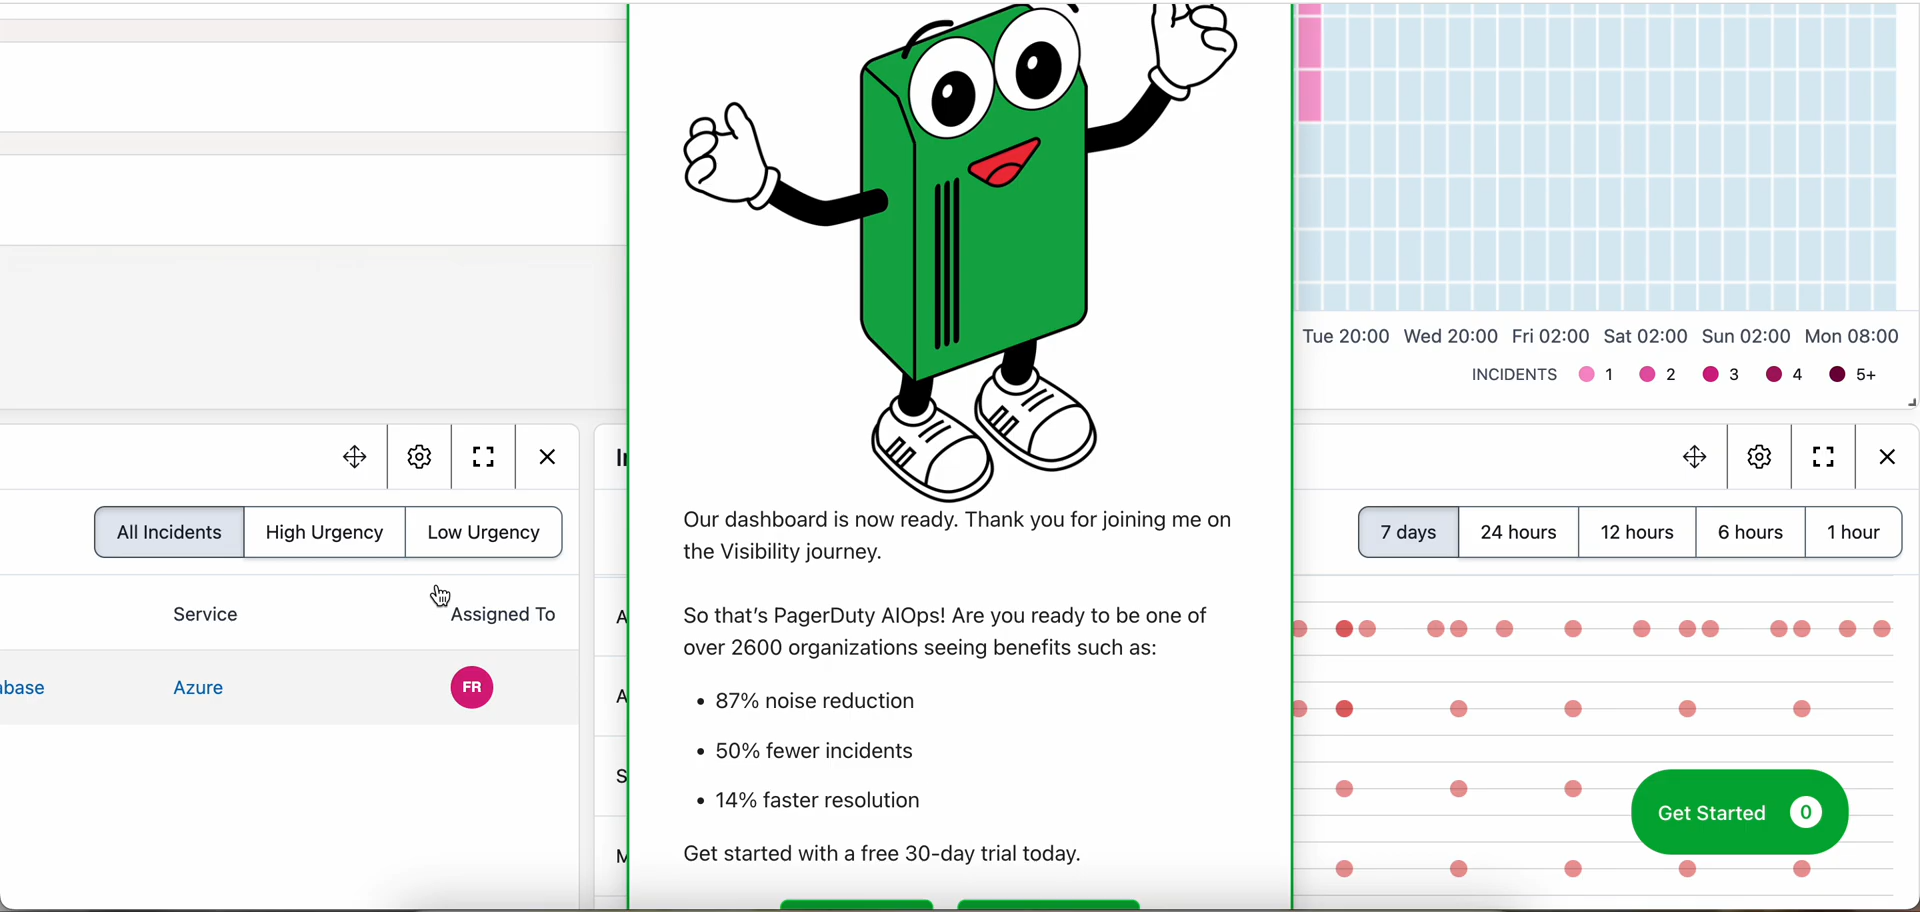 Tue 20:00 Wed 20:00 Fri 02:00 Sat 02:00 Sun 02:00 Mon 08:00
INCIDENTS 1 2 3 4 5+
All Incidents High Urgency Low Urgency
Service Assigned To
Azure FR
Our dashboard is now ready. Thank you for joining me on
the Visibility journey.
So that's PagerDuty AIOps! Are you ready to be one of
over 2600 organizations seeing benefits such as:
• 87% noise reduction
• 50% fewer incidents
• 14% faster resolution
Get started with a free 30-day trial today.
7 days 24 hours 12 hours 6 hours 1 hour
Get Started 0